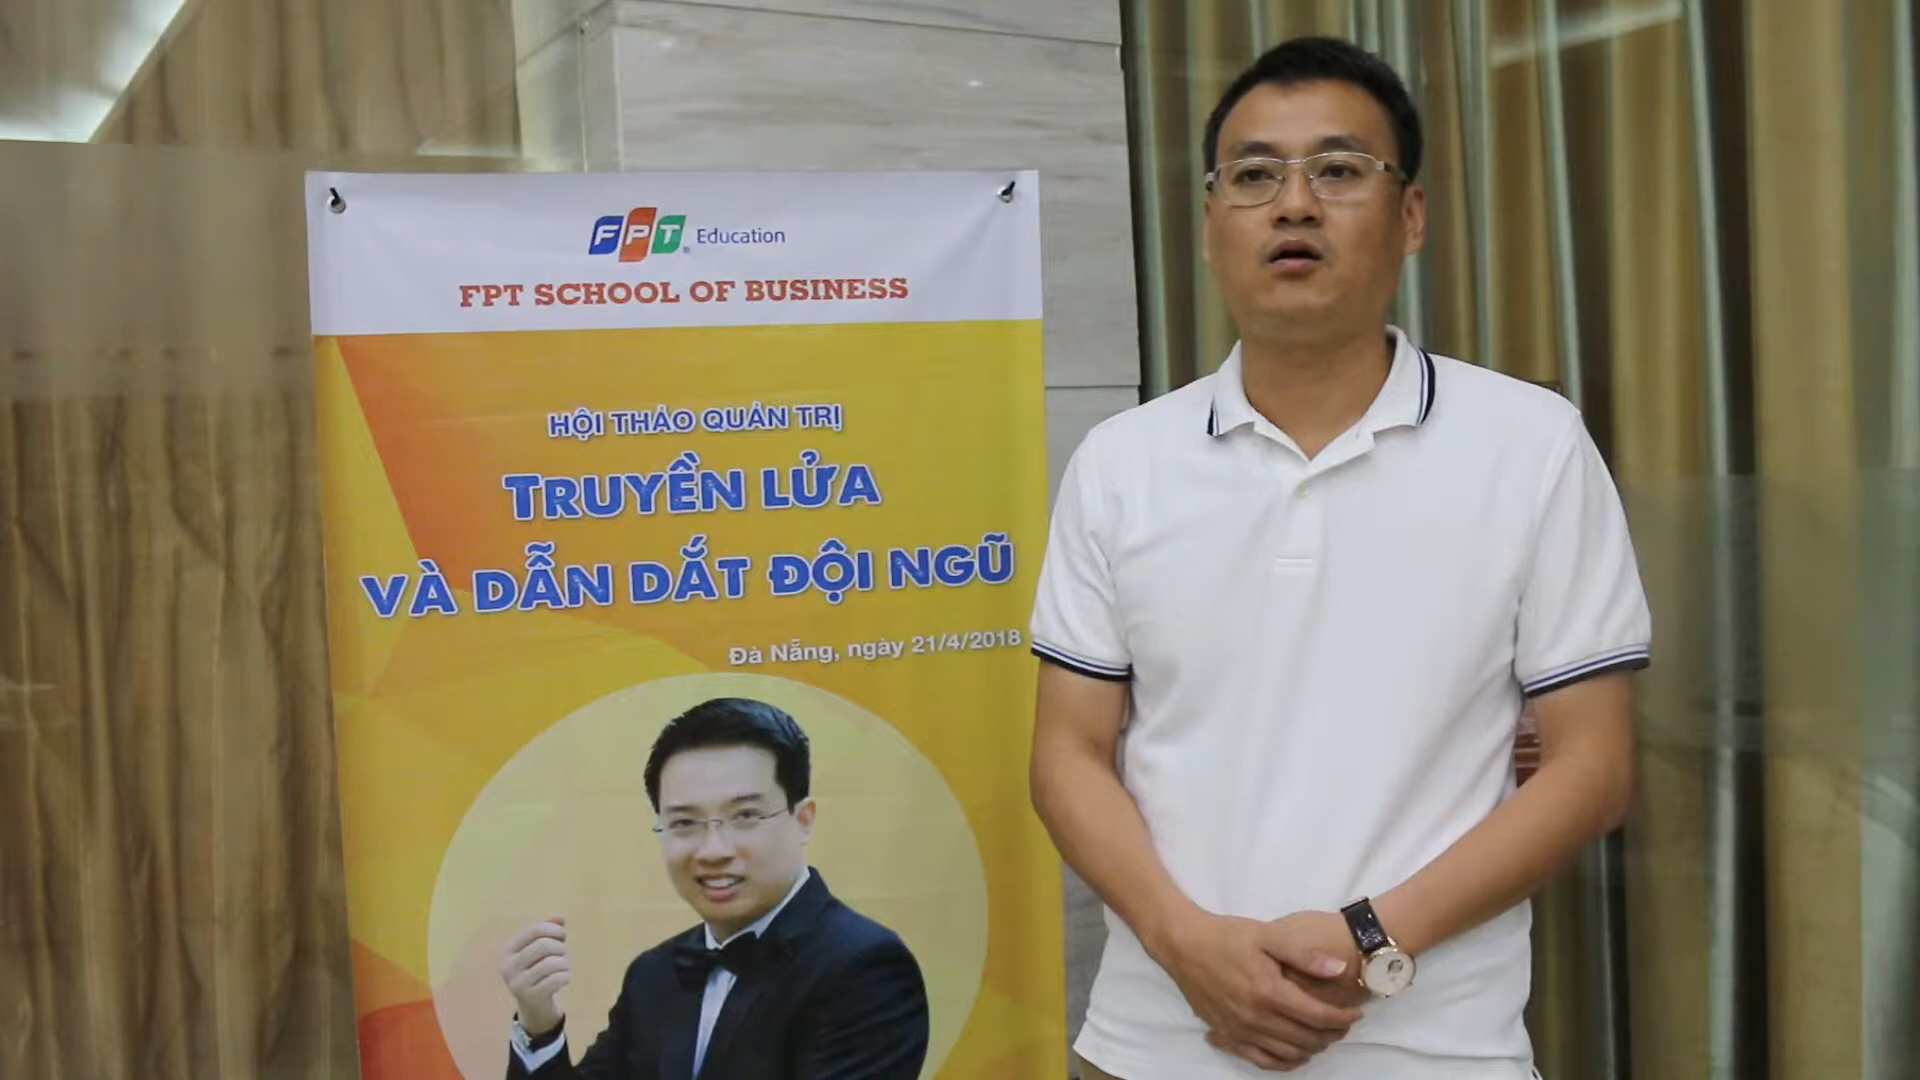 FPT Education
FPT SCHOOL OF BUSINESS
HỘI THẢO QUẢN TRỊ
TRUYỀN LỬA
VÀ DẪN DẮT ĐỘI NGŨ
Đà Nẵng, ngày 21/4/2018